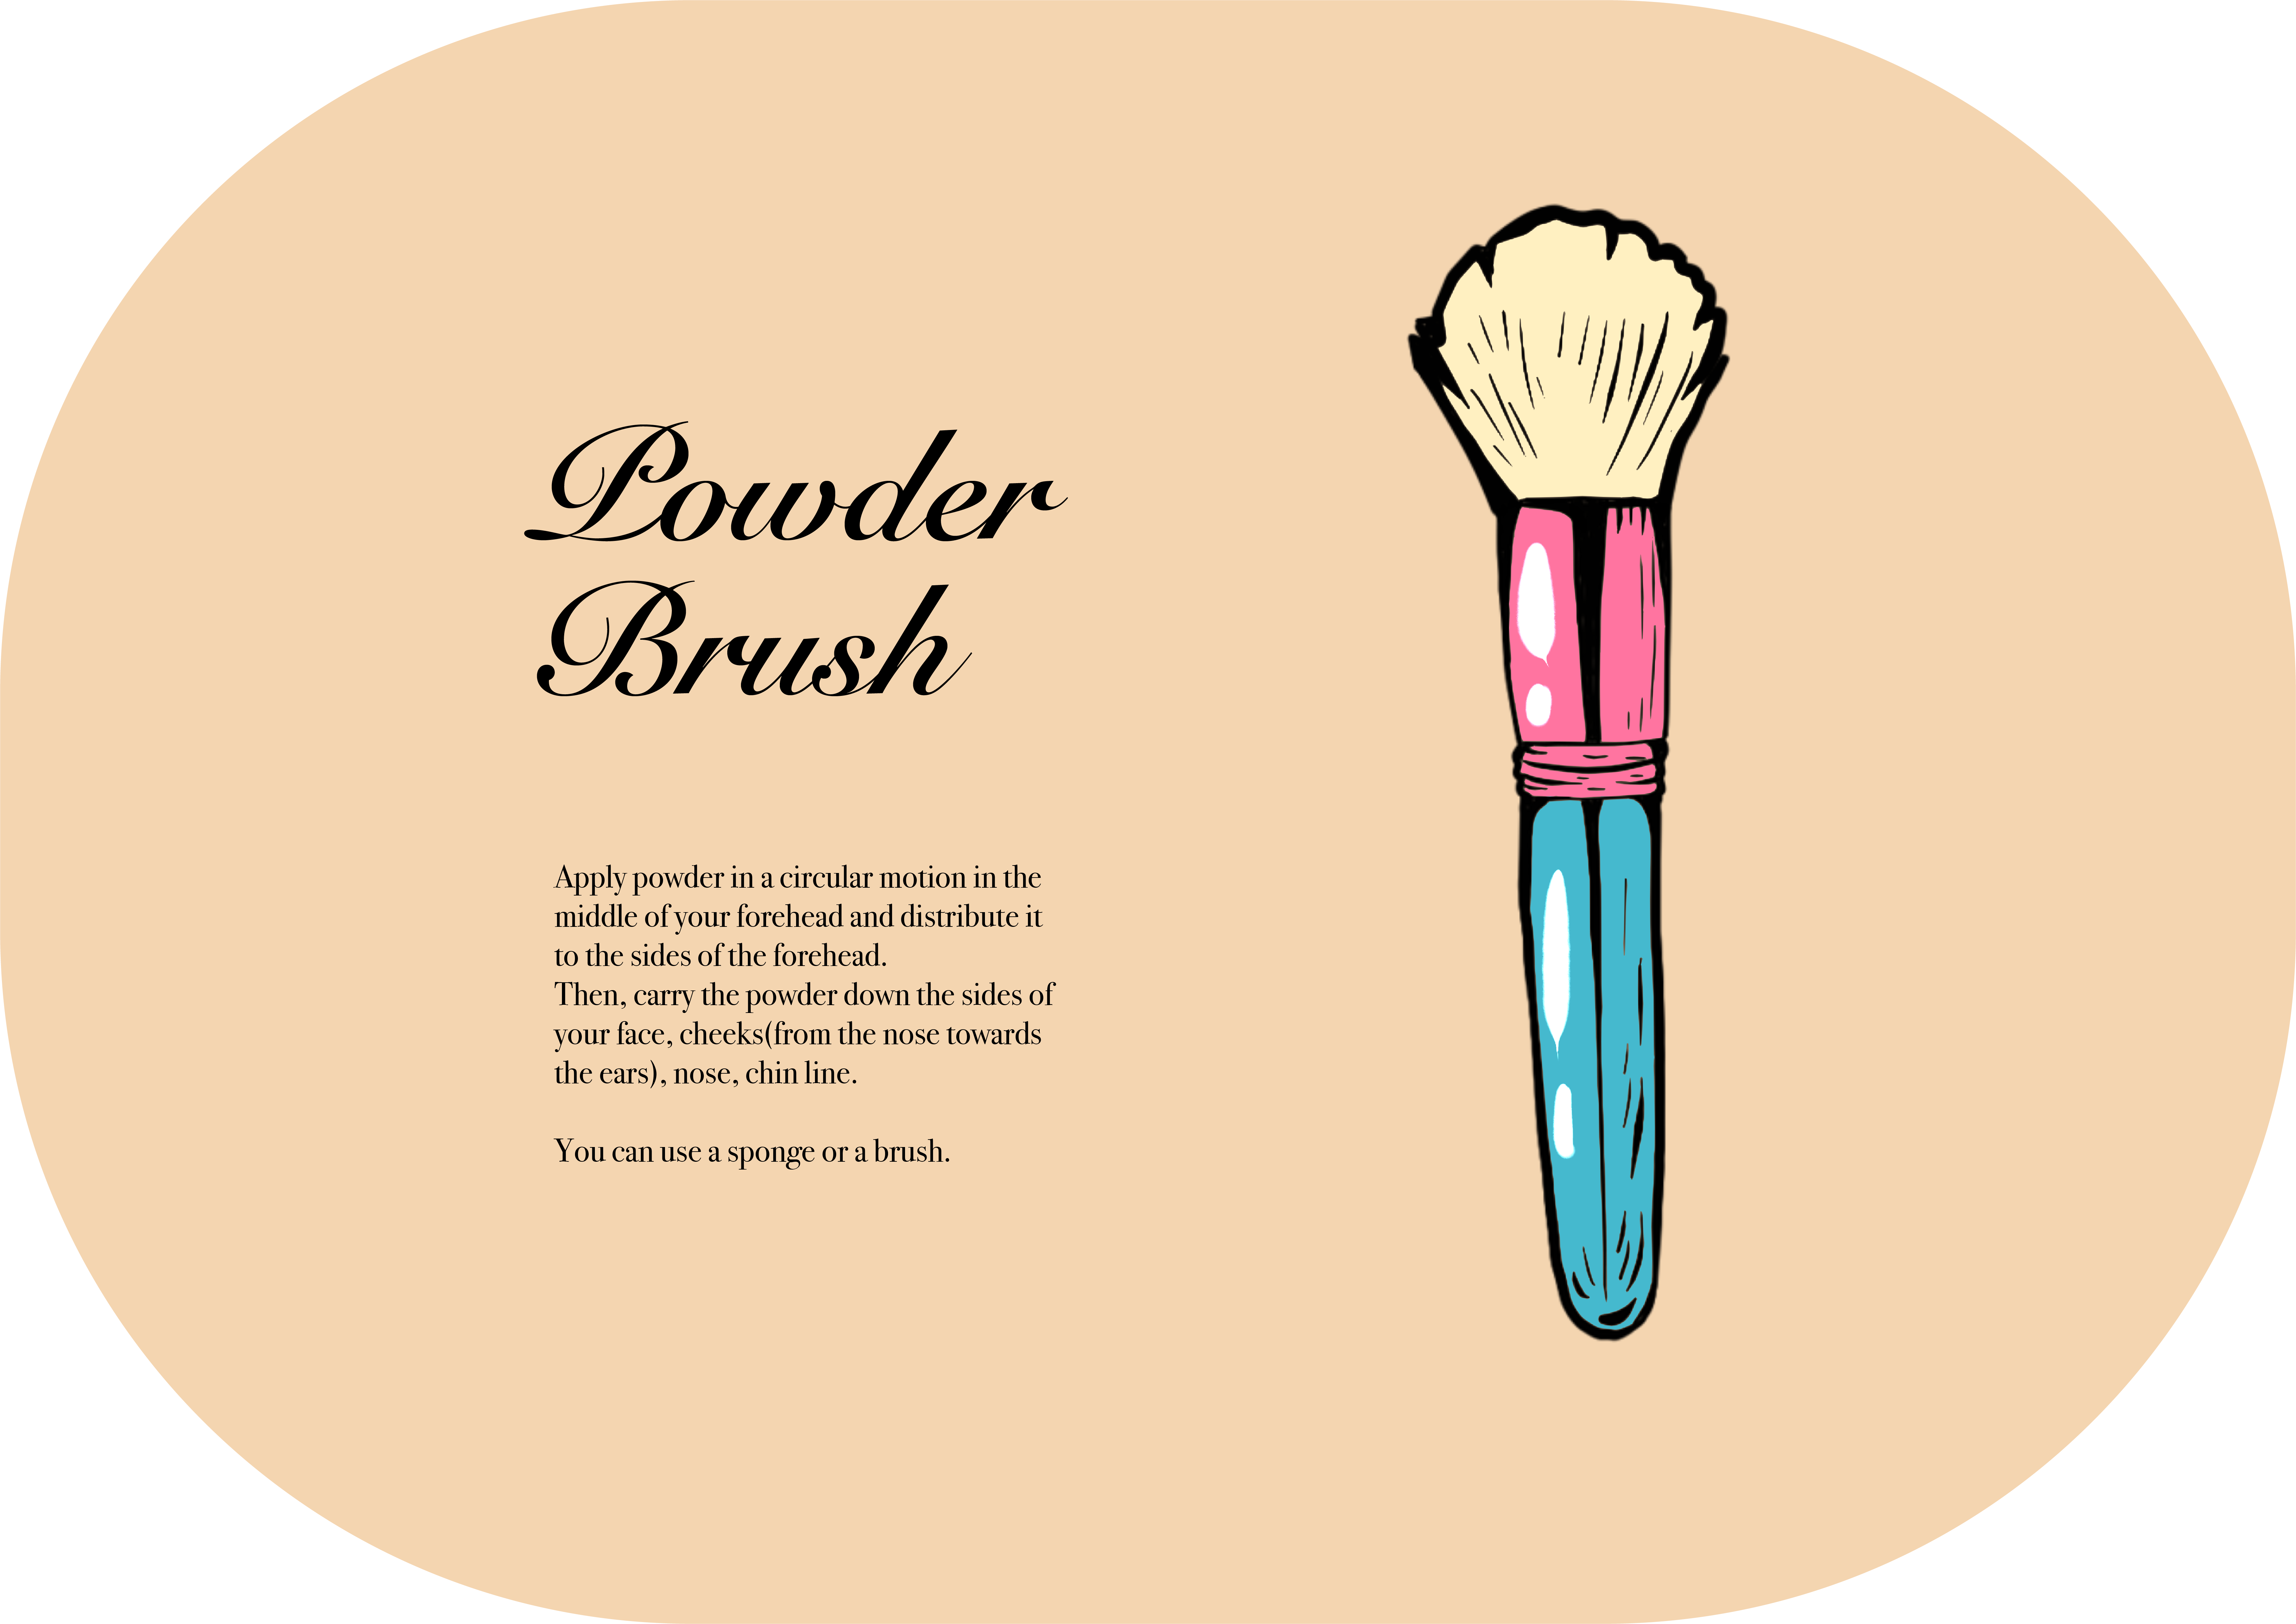 Powder
Brush
Apply powder in a circular motion in the
middle of your forehead and distribute it
to the sides of the forehead.
Then, carry the powder down the sides of
your face, cheeks(from the nose towards
the ears), nose, chin line.
You can use a sponge or a brush.